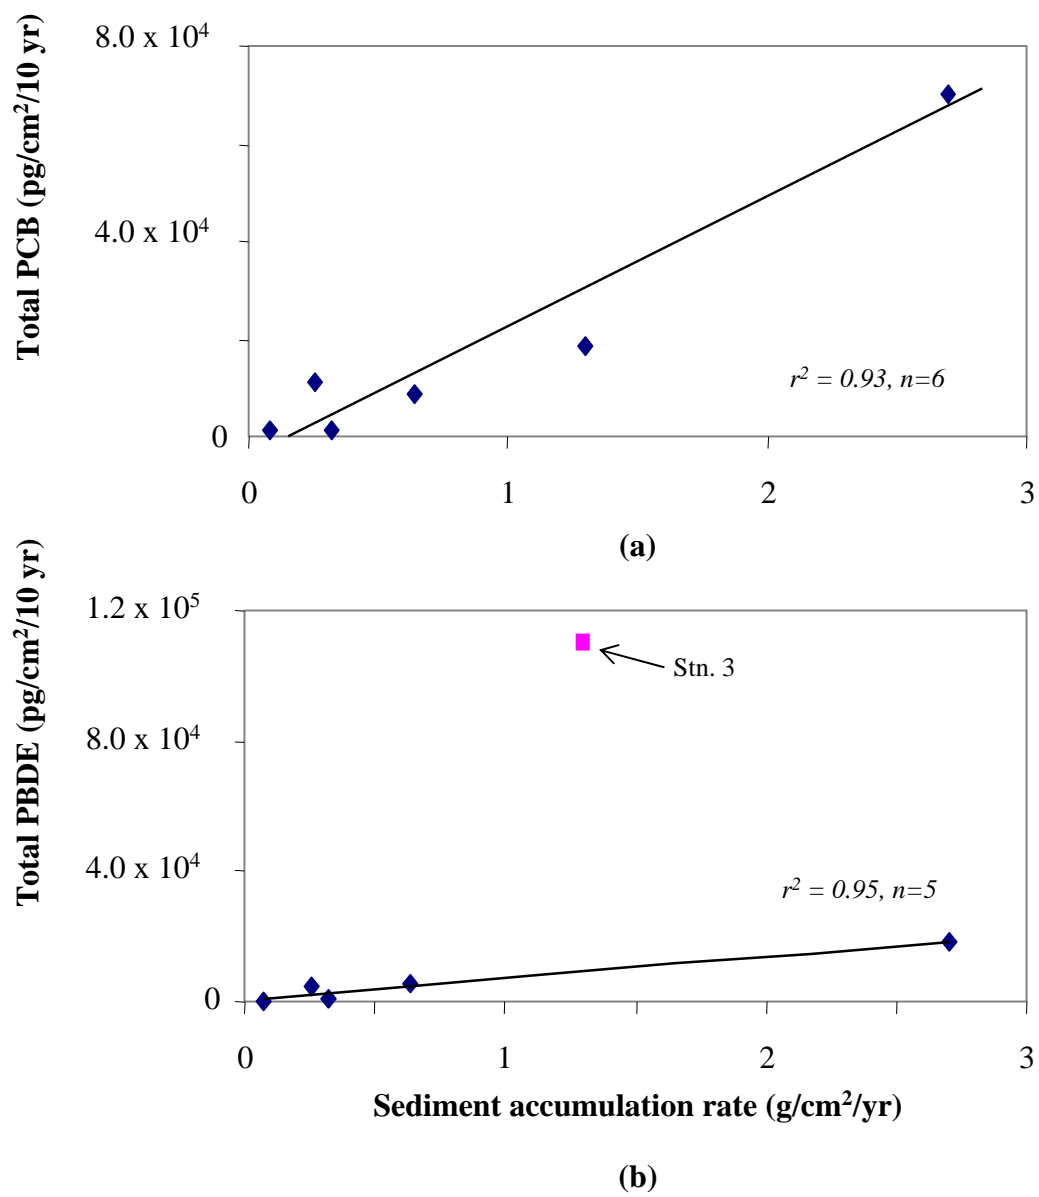 Total PCB (pg/cm²/10 yr)
8.0 x 10⁴
4.0 x 10⁴
0
r² = 0.93, n=6
0 1 2 3
(a)
Total PBDE (pg/cm²/10 yr)
1.2 x 10⁵
8.0 x 10⁴
4.0 x 10⁴
0
Stn. 3
r² = 0.95, n=5
0 1 2 3
Sediment accumulation rate (g/cm²/yr)
(b)